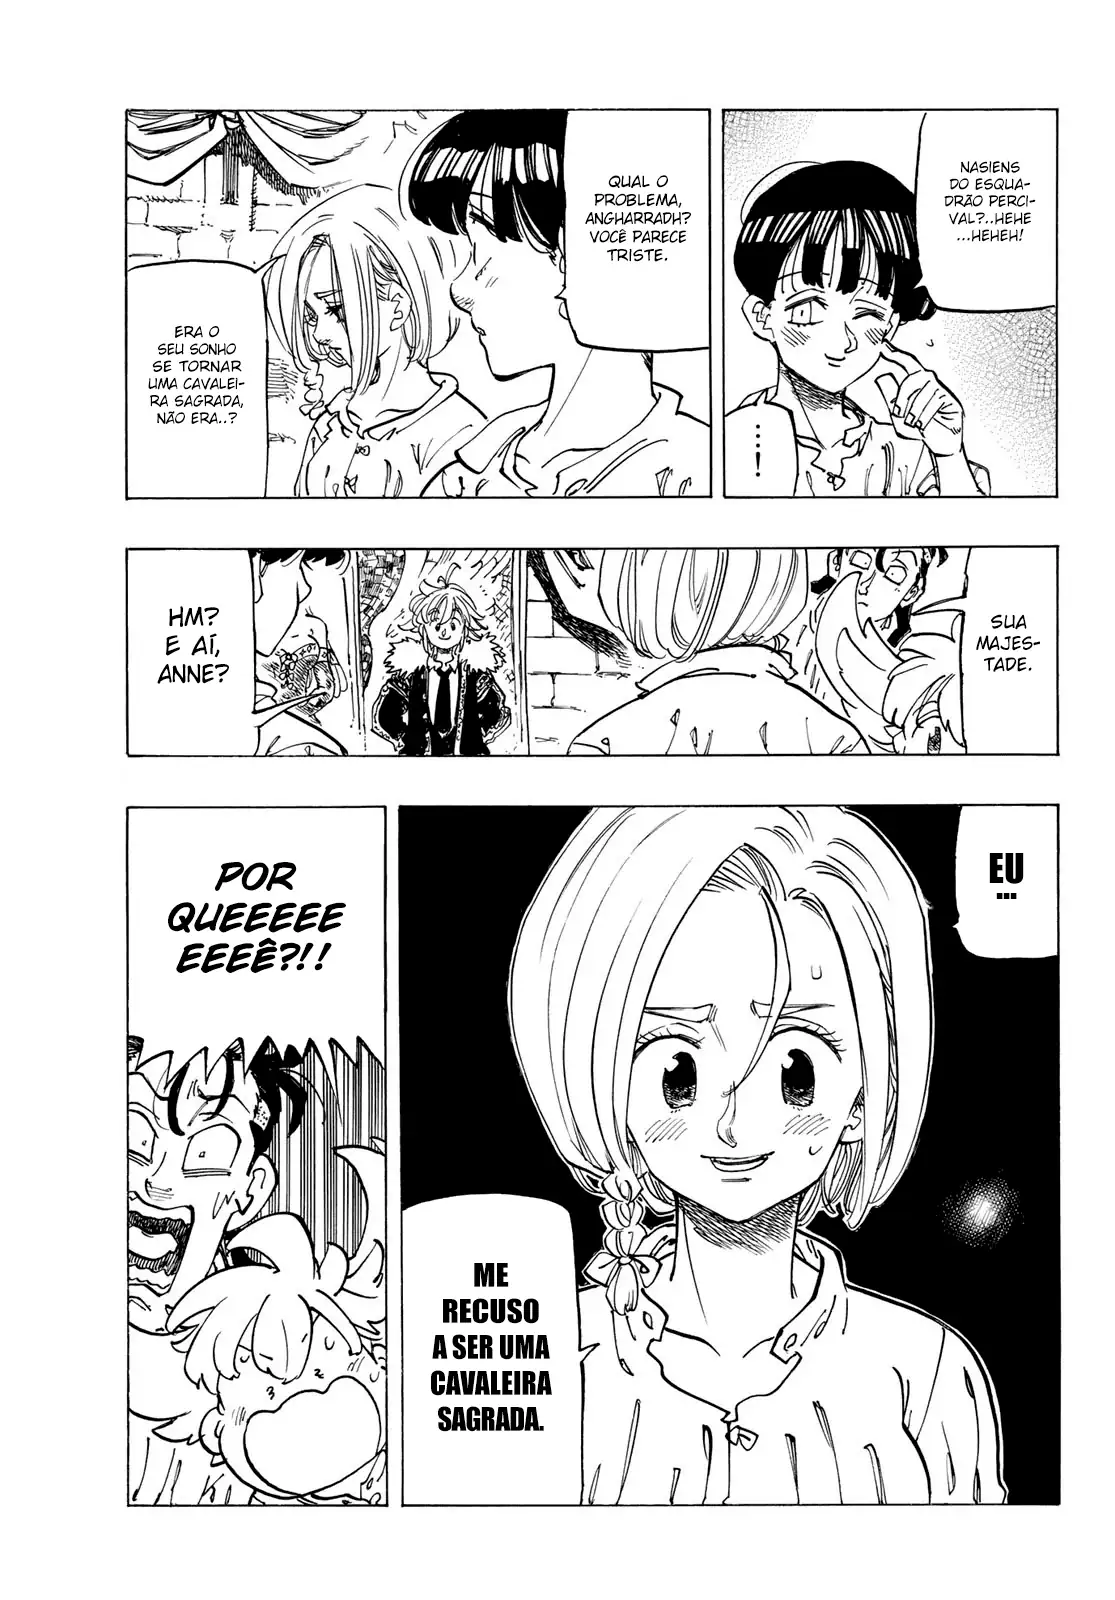 NASIENS
DO ESQUA-
DRÃO PERCI-
VAL?..HEHE
...HEHEH!
....!
QUAL O
PROBLEMA,
ANGHARRADH?
VOCÊ PARECE
TRISTE.
ERA O
SEU SONHO
SE TORNAR
UMA CAVALEI-
RA SAGRADA,
NÃO ERA..?
SUA
MAJES-
TADE.
HM?
E AÍ,
ANNE?
EU
...
ME
RECUSO
A SER UMA
CAVALEIRA
SAGRADA.
POR
QUEEEEE
EEEÊ?!!